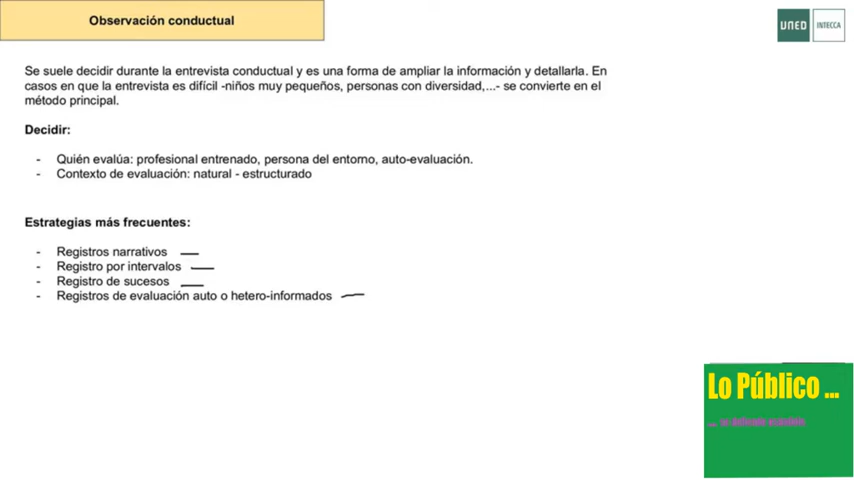 Observación conductual
UNED
INTECCA
Se suele decidir durante la entrevista conductual y es una forma de ampliar la información y detallarla. En
casos en que la entrevista es difícil -niños muy pequeños, personas con diversidad,...- se convierte en el
método principal.
Decidir:
- Quién evalúa: profesional entrenado, persona del entorno, auto-evaluación.
- Contexto de evaluación: natural - estructurado
Estrategias más frecuentes:
- Registros narrativos
- Registro por intervalos
- Registro de sucesos
- Registros de evaluación auto o hetero-informados
Lo Público ...